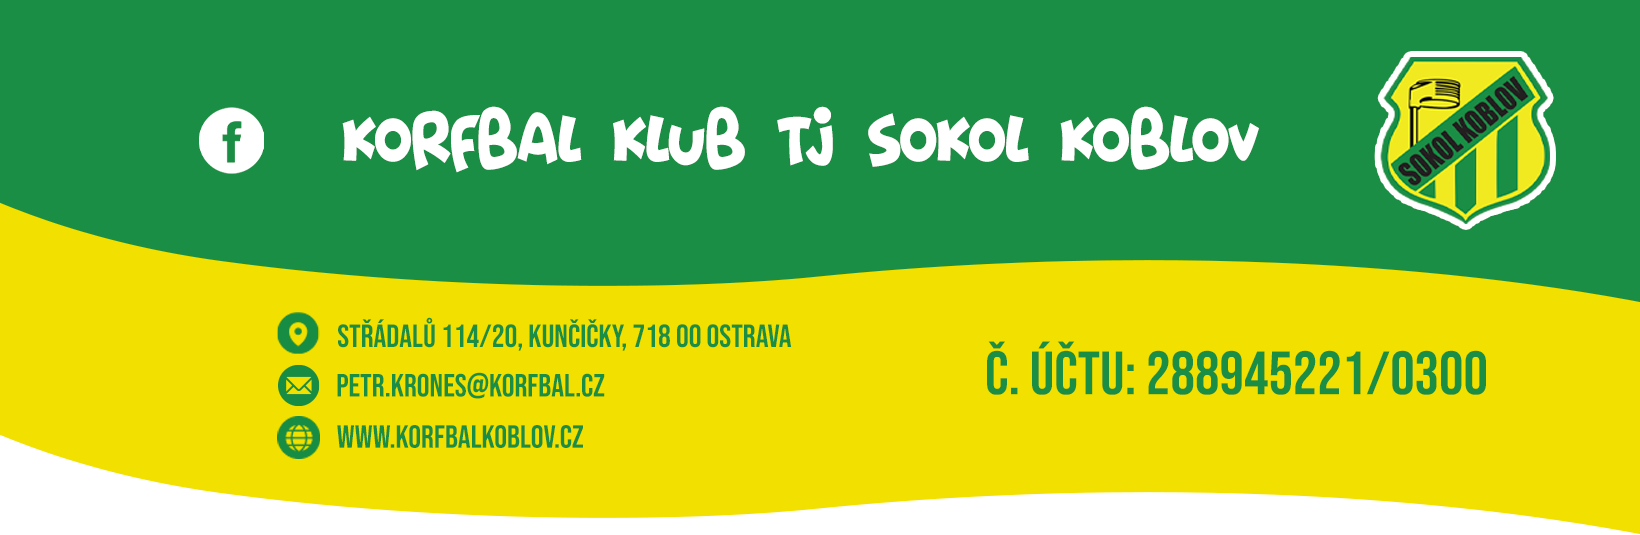 KORFBAL KLUB TJ SOKOL KOBLOV
SOKOL KOBLOV
STŘÁDALŮ 114/20, KUNČIČKY, 718 00 OSTRAVA
PETR.KRONES@KORFBAL.CZ
WWW.KORFBALKOBLOV.CZ
Č. ÚČTU: 288945221/0300